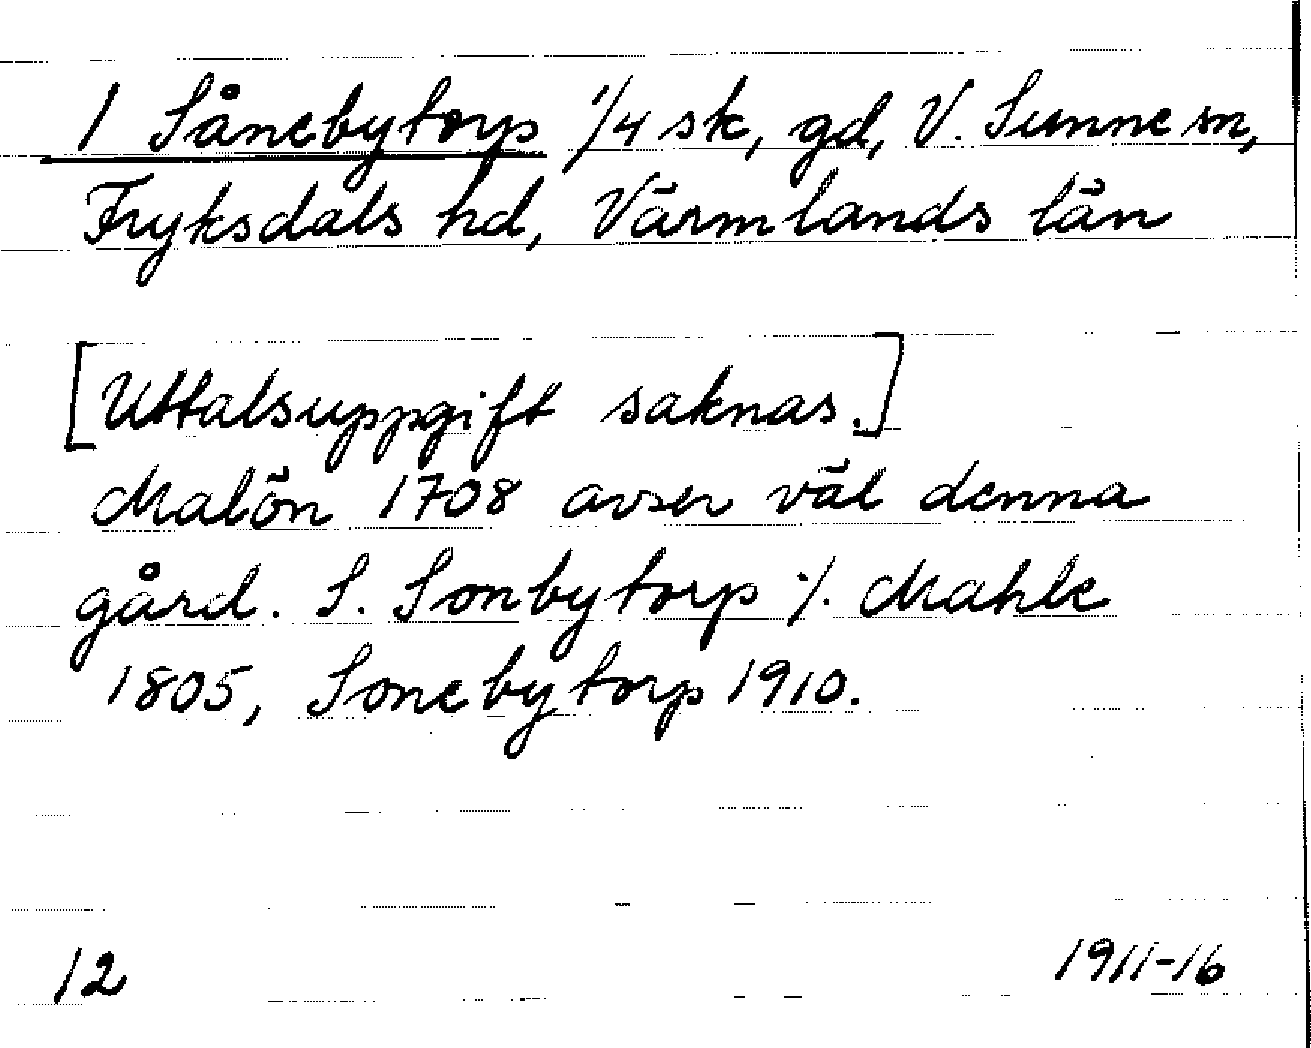 1 Sånebytorp 1/4 sk, gd, V. Sunne sn,
Fryksdals hd, Värmlands län
[Uttalsuppgift saknas.]
Malön 1708 avser väl denna
gård. S. Sonbytorp ⁒ Mahle
1805, Sonebytorp 1910.
12
1911-16